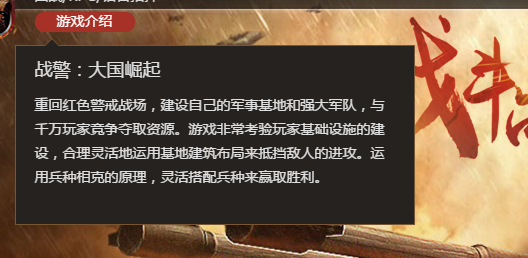 游戏介绍
战警：大国崛起
重回红色警戒战场，建设自己的军事基地和强大军队，与
千万玩家竞争夺取资源。游戏非常考验玩家基础设施的建
设，合理灵活地运用基地建筑布局来抵挡敌人的进攻。运
用兵种相克的原理，灵活搭配兵种来嬴取胜利。
战